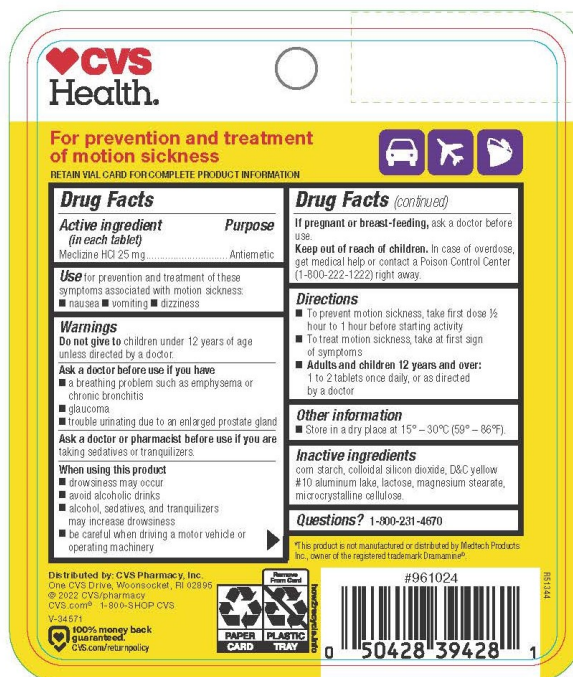 CVS
Health.
For prevention and treatment
of motion sickness
RETAIN VIAL CARD FOR COMPLETE PRODUCT INFORMATION
Drug Facts
Active ingredient Purpose
(in each tablet)
Meclizine HCl 25 mg............................Antiemetic
Use for prevention and treatment of these
symptoms associated with motion sickness:
■ nausea ■ vomiting ■ dizziness
Warnings
Do not give to children under 12 years of age
unless directed by a doctor.
Ask a doctor before use if you have
■ a breathing problem such as emphysema or
chronic bronchitis
■ glaucoma
■ trouble urinating due to an enlarged prostate gland
Ask a doctor or pharmacist before use if you are
taking sedatives or tranquilizers.
When using this product
■ drowsiness may occur
■ avoid alcoholic drinks
■ alcohol, sedatives, and tranquilizers
may increase drowsiness
■ be careful when driving a motor vehicle or
operating machinery
Drug Facts (continued)
If pregnant or breast-feeding, ask a doctor before
use.
Keep out of reach of children. In case of overdose,
get medical help or contact a Poison Control Center
(1-800-222-1222) right away.
Directions
■ To prevent motion sickness, take first dose ½
hour to 1 hour before starting activity
■ To treat motion sickness, take at first sign
of symptoms
■ Adults and children 12 years and over:
1 to 2 tablets once daily, or as directed
by a doctor
Other information
■ Store in a dry place at 15° – 30°C (59° – 86°F).
Inactive ingredients
corn starch, colloidal silicon dioxide, D&C yellow
#10 aluminum lake, lactose, magnesium stearate,
microcrystalline cellulose.
Questions? 1-800-231-4670
*This product is not manufactured or distributed by Medtech Products
Inc., owner of the registered trademark Dramamine®.
Distributed by: CVS Pharmacy, Inc.
One CVS Drive, Woonsocket, RI 02895
© 2022 CVS/pharmacy
CVS.com® 1-800-SHOP CVS
V-34571
100% money back
guaranteed.
CVS.com/returnpolicy
Remove
From Card
PAPER
CARD
PLASTIC
TRAY
how2recycle.info
#961024
R51344
0 50428 39428 1